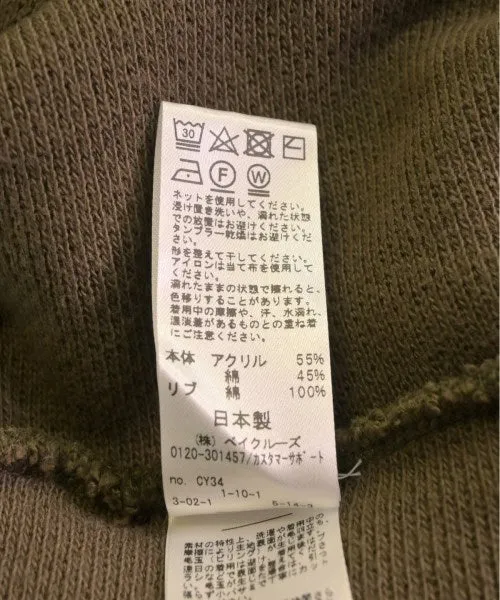 30
F W
ネットを使用してください。
浸け置き洗いや、濡れた状態
での放置はお避けください。
タンブラー乾燥はお避けくだ
さい。
形を整えて干してください。
アイロンは当て布を使用して
ください。
濡れたままの状態で擦れると、
色移りすることがあります。
着用中の摩擦や、汗、水濡れ、
濃淡差があるものとの重ね着
にご注意ください。
本体 アクリル 55%
綿 45%
リブ 綿 100%
日本製
(株) ベイクルーズ
0120-301457/カスタマーサポート
no. CY34
1-10-1
3-02-1